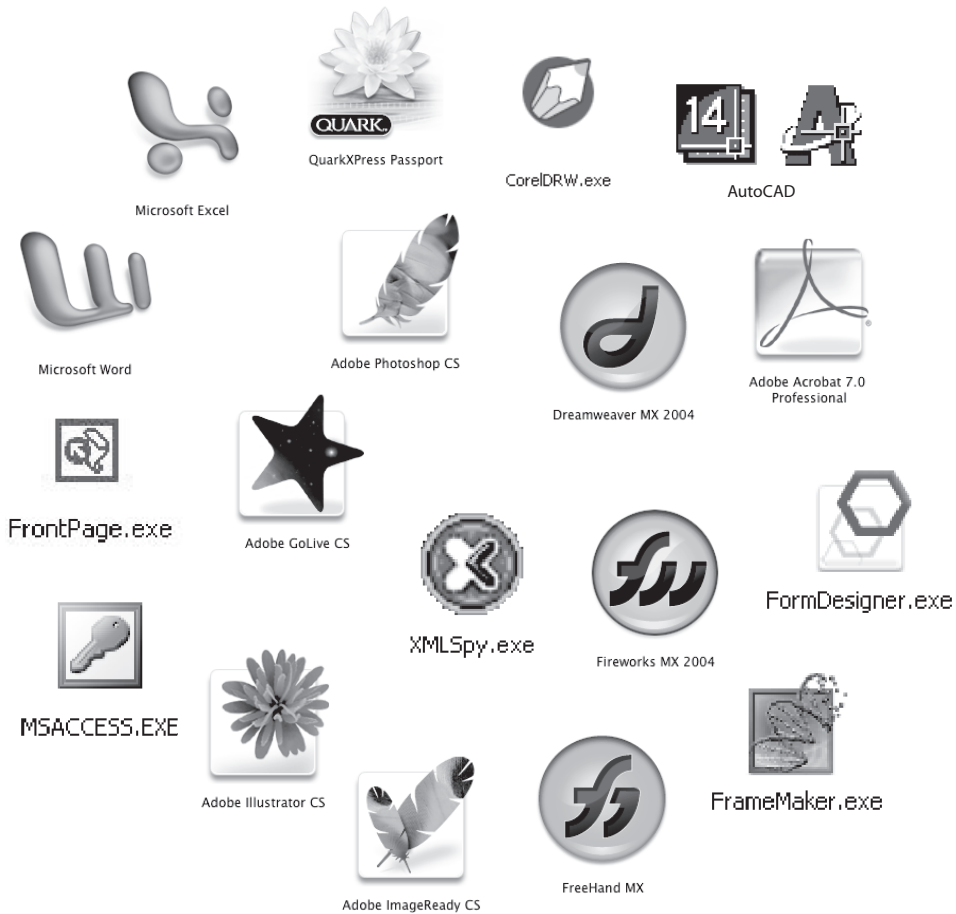 QUARK
QuarkXPress Passport
CorelDRW.exe
14
AutoCAD
Microsoft Excel
Microsoft Word
Adobe Photoshop CS
Dreamweaver MX 2004
®
Adobe Acrobat 7.0
Professional
FrontPage.exe
Adobe GoLive CS
XMLSpy.exe
Fireworks MX 2004
FormDesigner.exe
MSACCESS.EXE
Adobe Illustrator CS
FrameMaker.exe
FreeHand MX
Adobe ImageReady CS